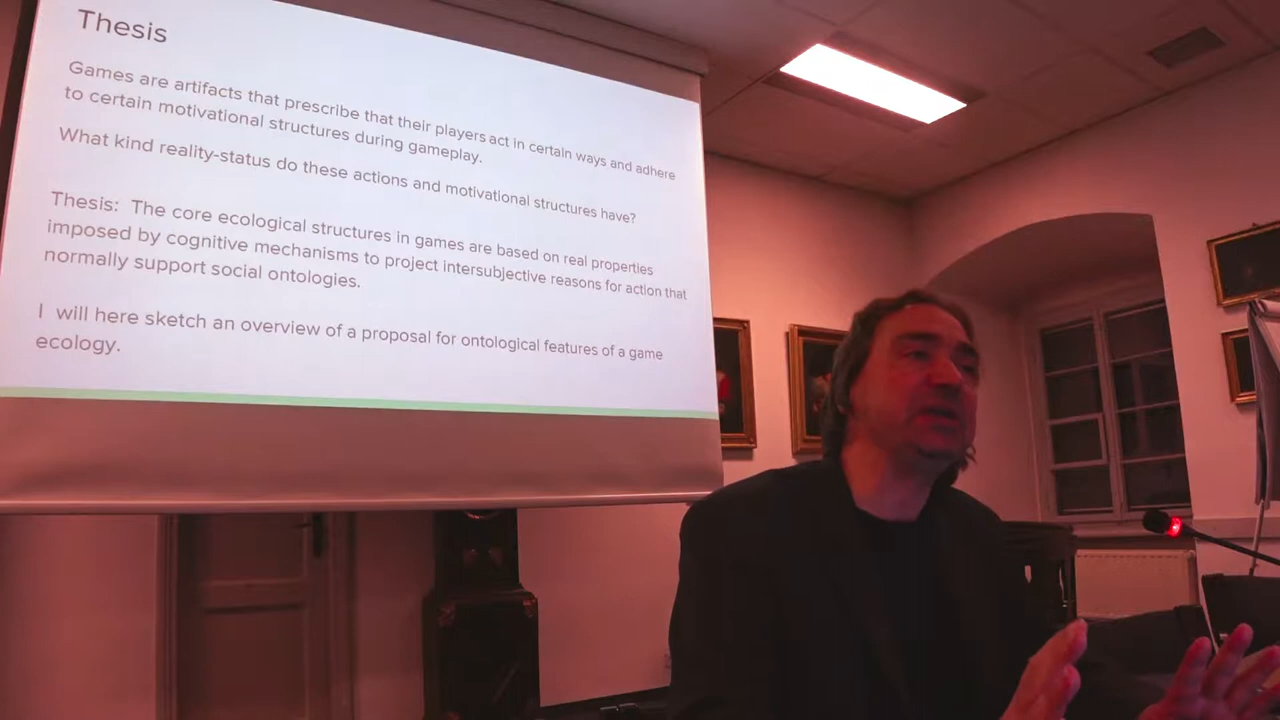 Thesis
Games are artifacts that prescribe that their players act in certain ways and adhere
to certain motivational structures during gameplay.
What kind reality-status do these actions and motivational structures have?
Thesis: The core ecological structures in games are based on real properties
imposed by cognitive mechanisms to project intersubjective reasons for action that
normally support social ontologies.
I will here sketch an overview of a proposal for ontological features of a game
ecology.